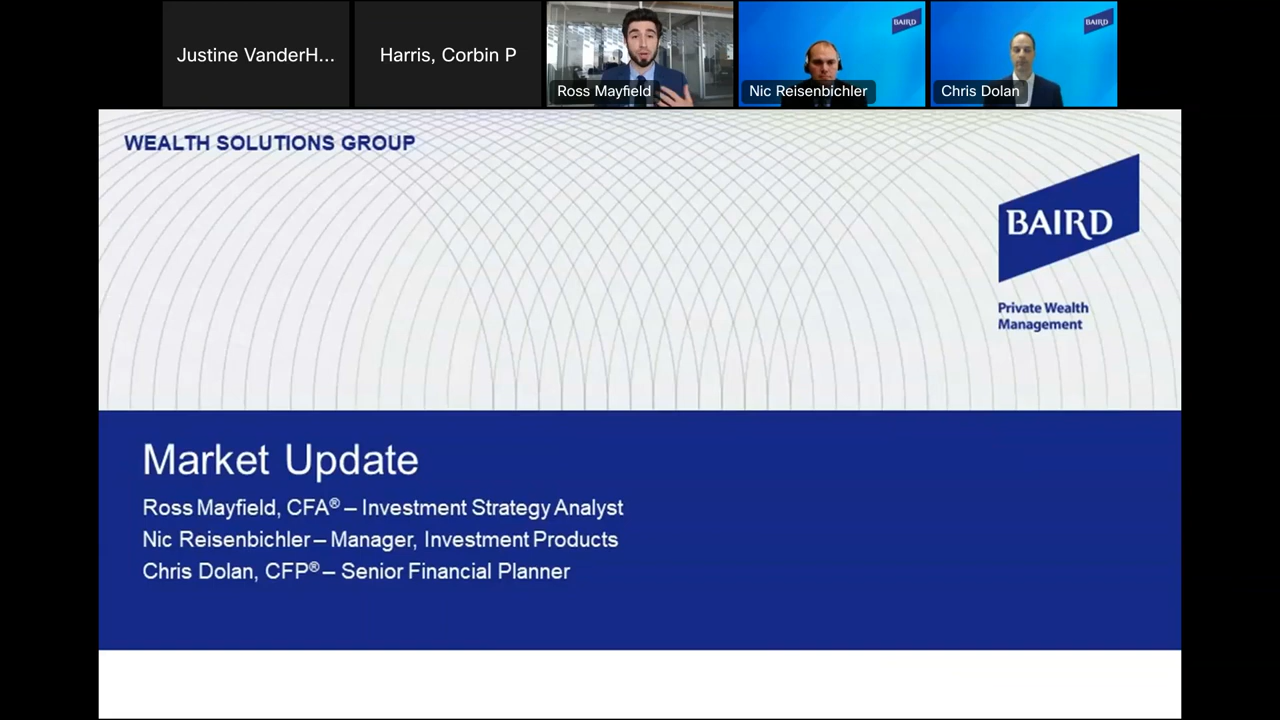 Justine VanderH...
Harris, Corbin P
Ross Mayfield
BAIRD
Nic Reisenbichler
BAIRD
Chris Dolan
WEALTH SOLUTIONS GROUP
BAIRD
Private Wealth
Management
Market Update
Ross Mayfield, CFA® – Investment Strategy Analyst
Nic Reisenbichler – Manager, Investment Products
Chris Dolan, CFP® – Senior Financial Planner